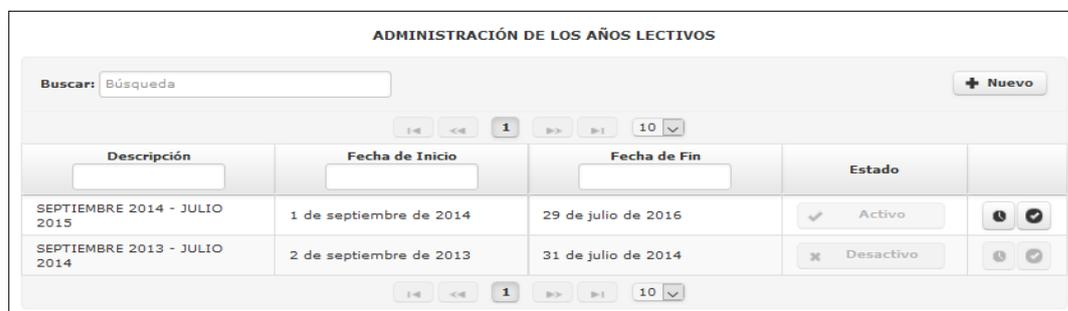 ADMINISTRACIÓN DE LOS AÑOS LECTIVOS
Buscar: Búsqueda
Nuevo
1 10
Descripción Fecha de Inicio Fecha de Fin Estado
SEPTIEMBRE 2014 - JULIO
2015
1 de septiembre de 2014 29 de julio de 2016 Activo
SEPTIEMBRE 2013 - JULIO
2014
2 de septiembre de 2013 31 de julio de 2014 Desactivo
1 10